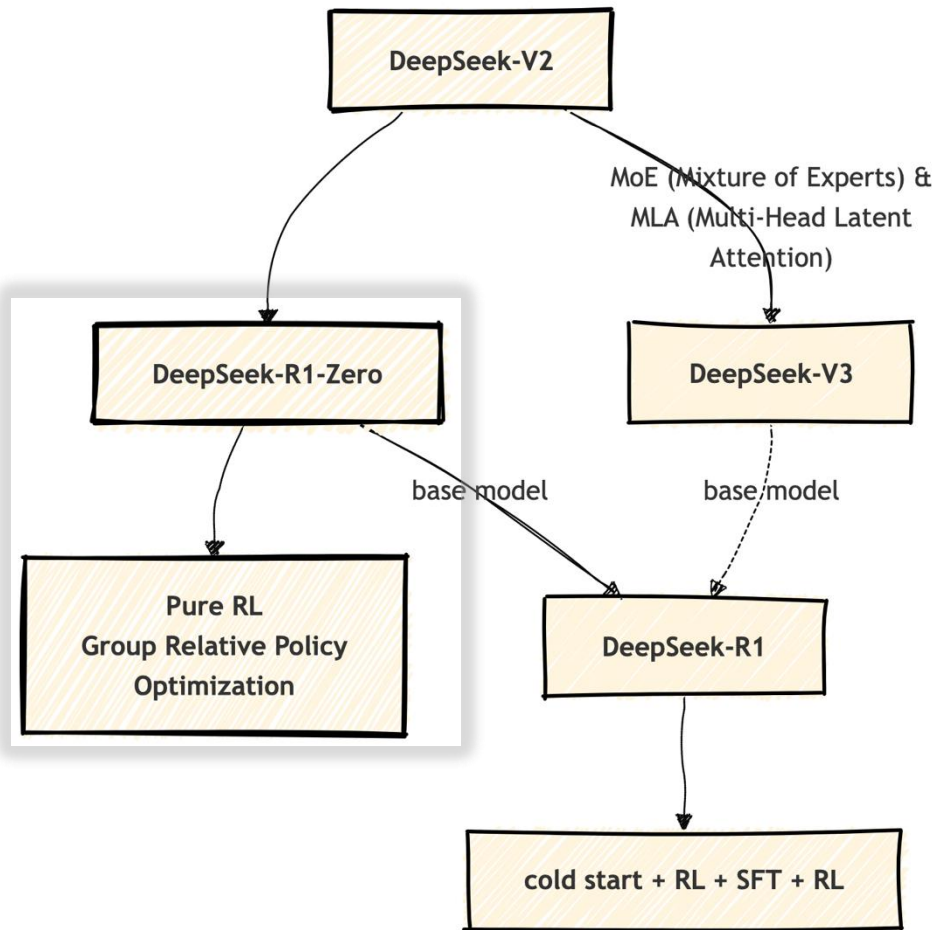 DeepSeek-V2
MoE (Mixture of Experts) &
MLA (Multi-Head Latent
Attention)
DeepSeek-R1-Zero
DeepSeek-V3
base model
base model
Pure RL
Group Relative Policy
Optimization
DeepSeek-R1
cold start + RL + SFT + RL